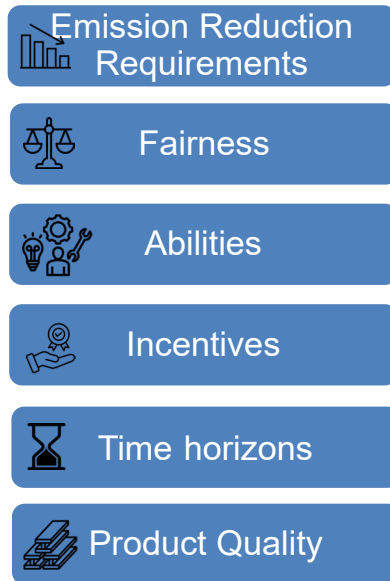 Emission Reduction
Requirements
Fairness
Abilities
Incentives
Time horizons
Product Quality